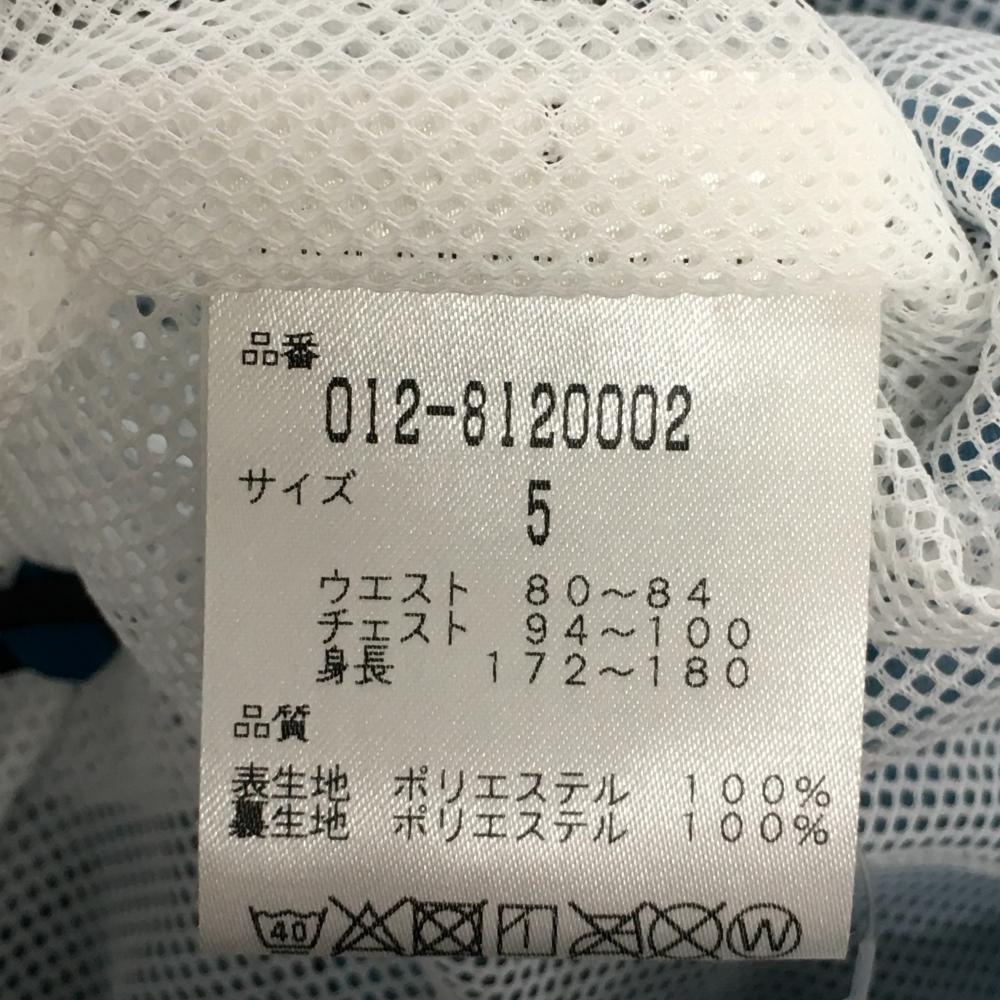 品番
012-8120002
サイズ 5
ウエスト 80～84
チェスト 94～100
身長 172～180
品質
表生地 ポリエステル 100%
裏生地 ポリエステル 100%
40 W